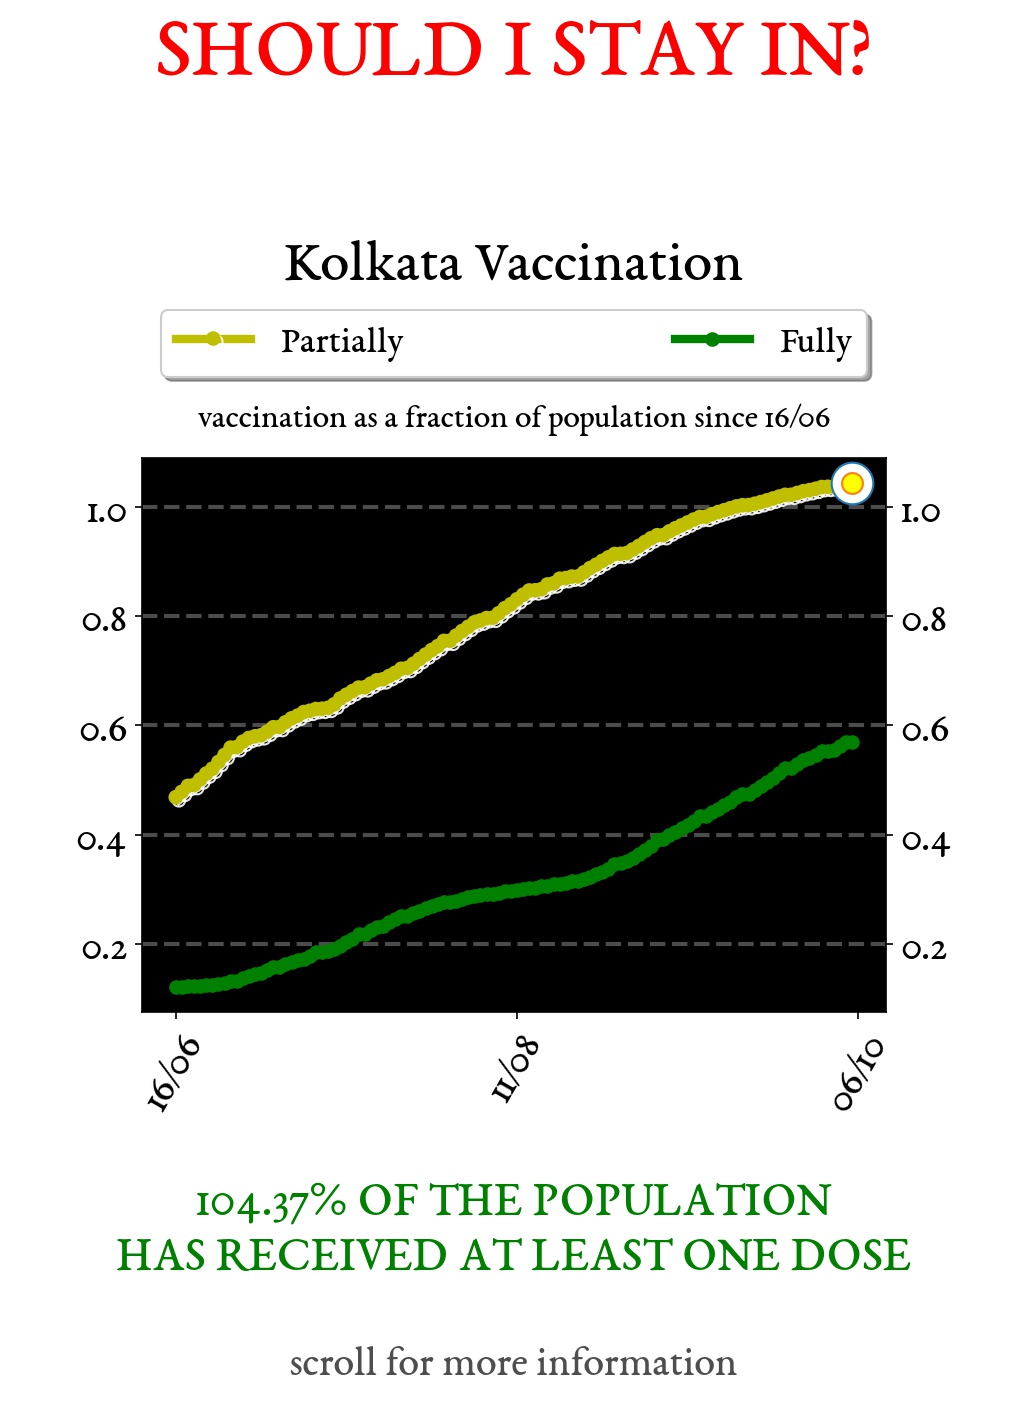 SHOULD I STAY IN?
Kolkata Vaccination
Partially Fully
vaccination as a fraction of population since 16/06
1.0 1.0
0.8 0.8
0.6 0.6
0.4 0.4
0.2 0.2
16/06 11/08 06/10
104.37% OF THE POPULATION
HAS RECEIVED AT LEAST ONE DOSE
scroll for more information